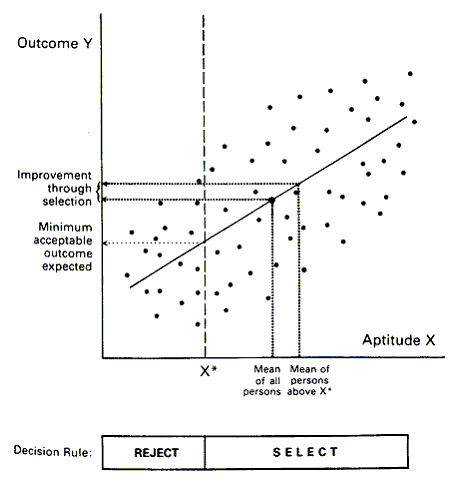 Outcome Y
Improvement
through
selection
Minimum
acceptable
outcome
expected
Aptitude X
X*
Mean
of all
persons
Mean of
persons
above X*
Decision Rule:
REJECT
SELECT